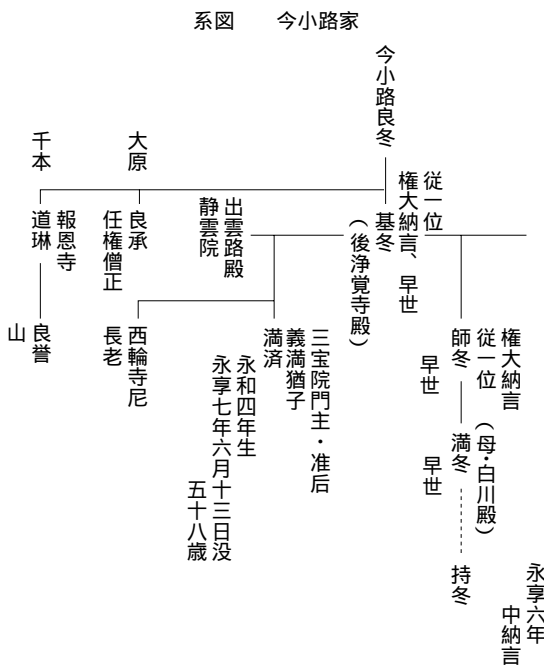 系図　今小路家
今小路良冬
従一位
権大納言、早世
基冬
（後浄覚寺殿）
大原
良承
任権僧正
千本
報恩寺
道琳
良誉
山
出雲路殿
静雲院
三宝院門主・准后
義満猶子
満済
永和四年生
永享七年六月十三日没
五十八歳
西輪寺尼
長老
権大納言
従一位
師冬
早世
（母・白川殿）
満冬
早世
持冬
永享六年
中納言